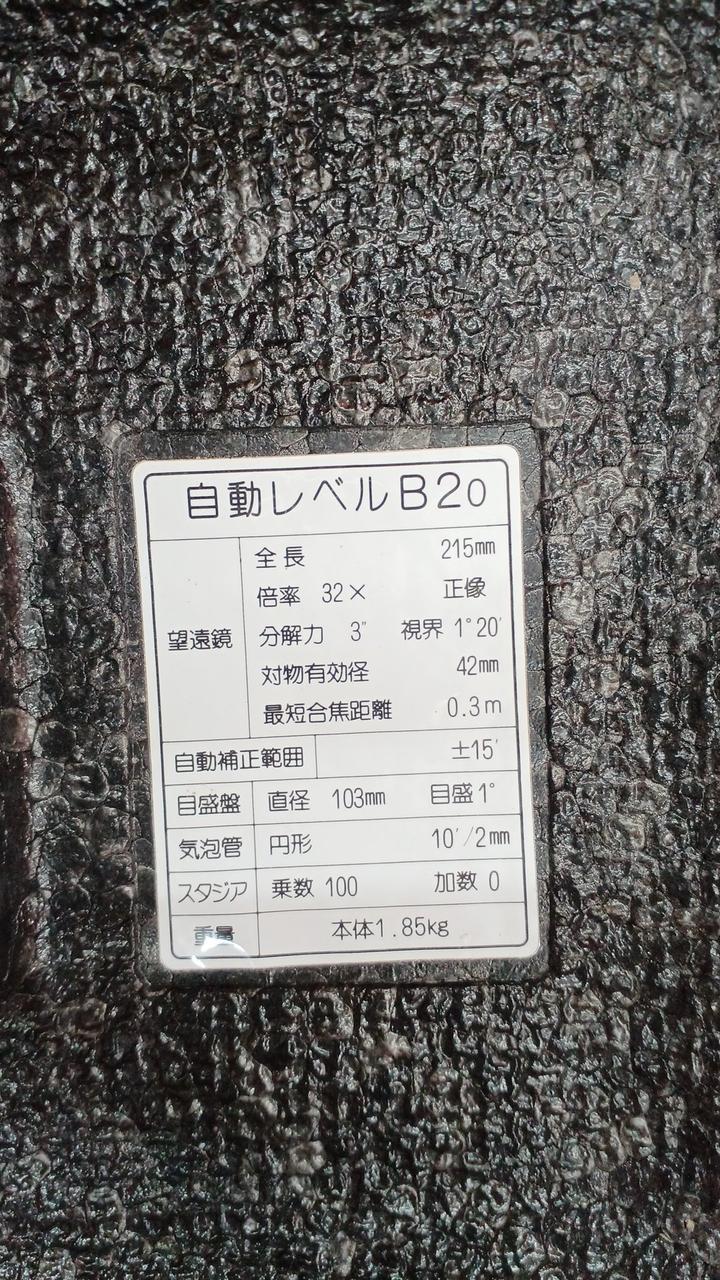 自動レベル B2o
望遠鏡
全長 215mm
倍率 32× 正像
分解力 3" 視界 1°20′
対物有効径 42mm
最短合焦距離 0.3m
自動補正範囲 ±15′
目盛盤 直径 103mm 目盛1°
気泡管 円形 10′/2mm
スタジア 乗数 100 加数 0
重量 本体1.85kg